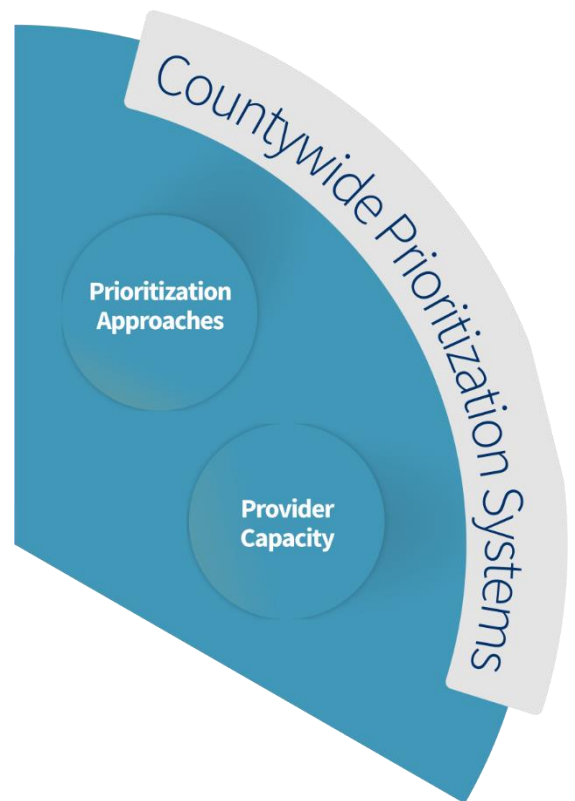 Countywide Prioritization Systems
Prioritization
Approaches
Provider
Capacity